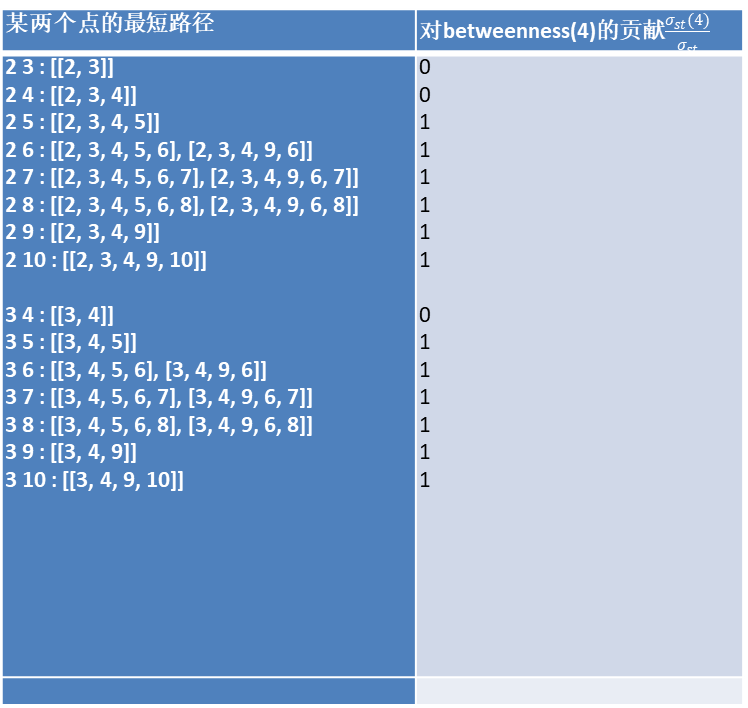 某两个点的最短路径
对betweenness(4)的贡献σst(4)/σst
2 3 : [[2, 3]] 0
2 4 : [[2, 3, 4]] 0
2 5 : [[2, 3, 4, 5]] 1
2 6 : [[2, 3, 4, 5, 6], [2, 3, 4, 9, 6]] 1
2 7 : [[2, 3, 4, 5, 6, 7], [2, 3, 4, 9, 6, 7]] 1
2 8 : [[2, 3, 4, 5, 6, 8], [2, 3, 4, 9, 6, 8]] 1
2 9 : [[2, 3, 4, 9]] 1
2 10 : [[2, 3, 4, 9, 10]] 1
3 4 : [[3, 4]] 0
3 5 : [[3, 4, 5]] 1
3 6 : [[3, 4, 5, 6], [3, 4, 9, 6]] 1
3 7 : [[3, 4, 5, 6, 7], [3, 4, 9, 6, 7]] 1
3 8 : [[3, 4, 5, 6, 8], [3, 4, 9, 6, 8]] 1
3 9 : [[3, 4, 9]] 1
3 10 : [[3, 4, 9, 10]] 1